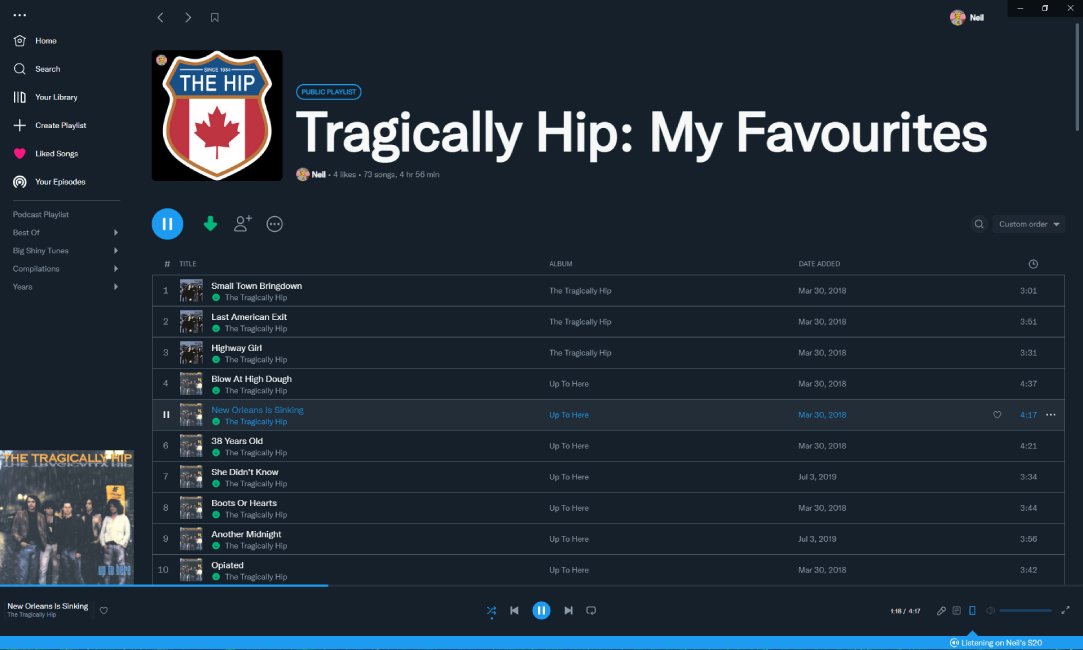 Neil
Home
Search
Your Library
Create Playlist
Liked Songs
Your Episodes
Podcast Playlist
Best Of
Big Shiny Tunes
Compilations
Years
SINCE 1984
THE HIP
PUBLIC PLAYLIST
Tragically Hip: My Favourites
Neil • 4 likes • 73 songs, 4 hr 56 min
Custom order
# TITLE ALBUM DATE ADDED
1 Small Town Bringdown The Tragically Hip Mar 30, 2018 3:01
The Tragically Hip
2 Last American Exit The Tragically Hip Mar 30, 2018 3:51
The Tragically Hip
3 Highway Girl The Tragically Hip Mar 30, 2018 3:31
The Tragically Hip
4 Blow At High Dough Up To Here Mar 30, 2018 4:37
The Tragically Hip
New Orleans Is Sinking Up To Here Mar 30, 2018 4:17
The Tragically Hip
6 38 Years Old Up To Here Mar 30, 2018 4:21
The Tragically Hip
7 She Didn't Know Up To Here Jul 3, 2019 3:34
The Tragically Hip
8 Boots Or Hearts Up To Here Mar 30, 2018 3:44
The Tragically Hip
9 Another Midnight Up To Here Jul 3, 2019 3:56
The Tragically Hip
10 Opiated Up To Here Mar 30, 2018 3:42
The Tragically Hip
THE TRAGICALLY HIP
up to here
New Orleans Is Sinking
The Tragically Hip
1:18 / 4:17
Listening on Neil's S20